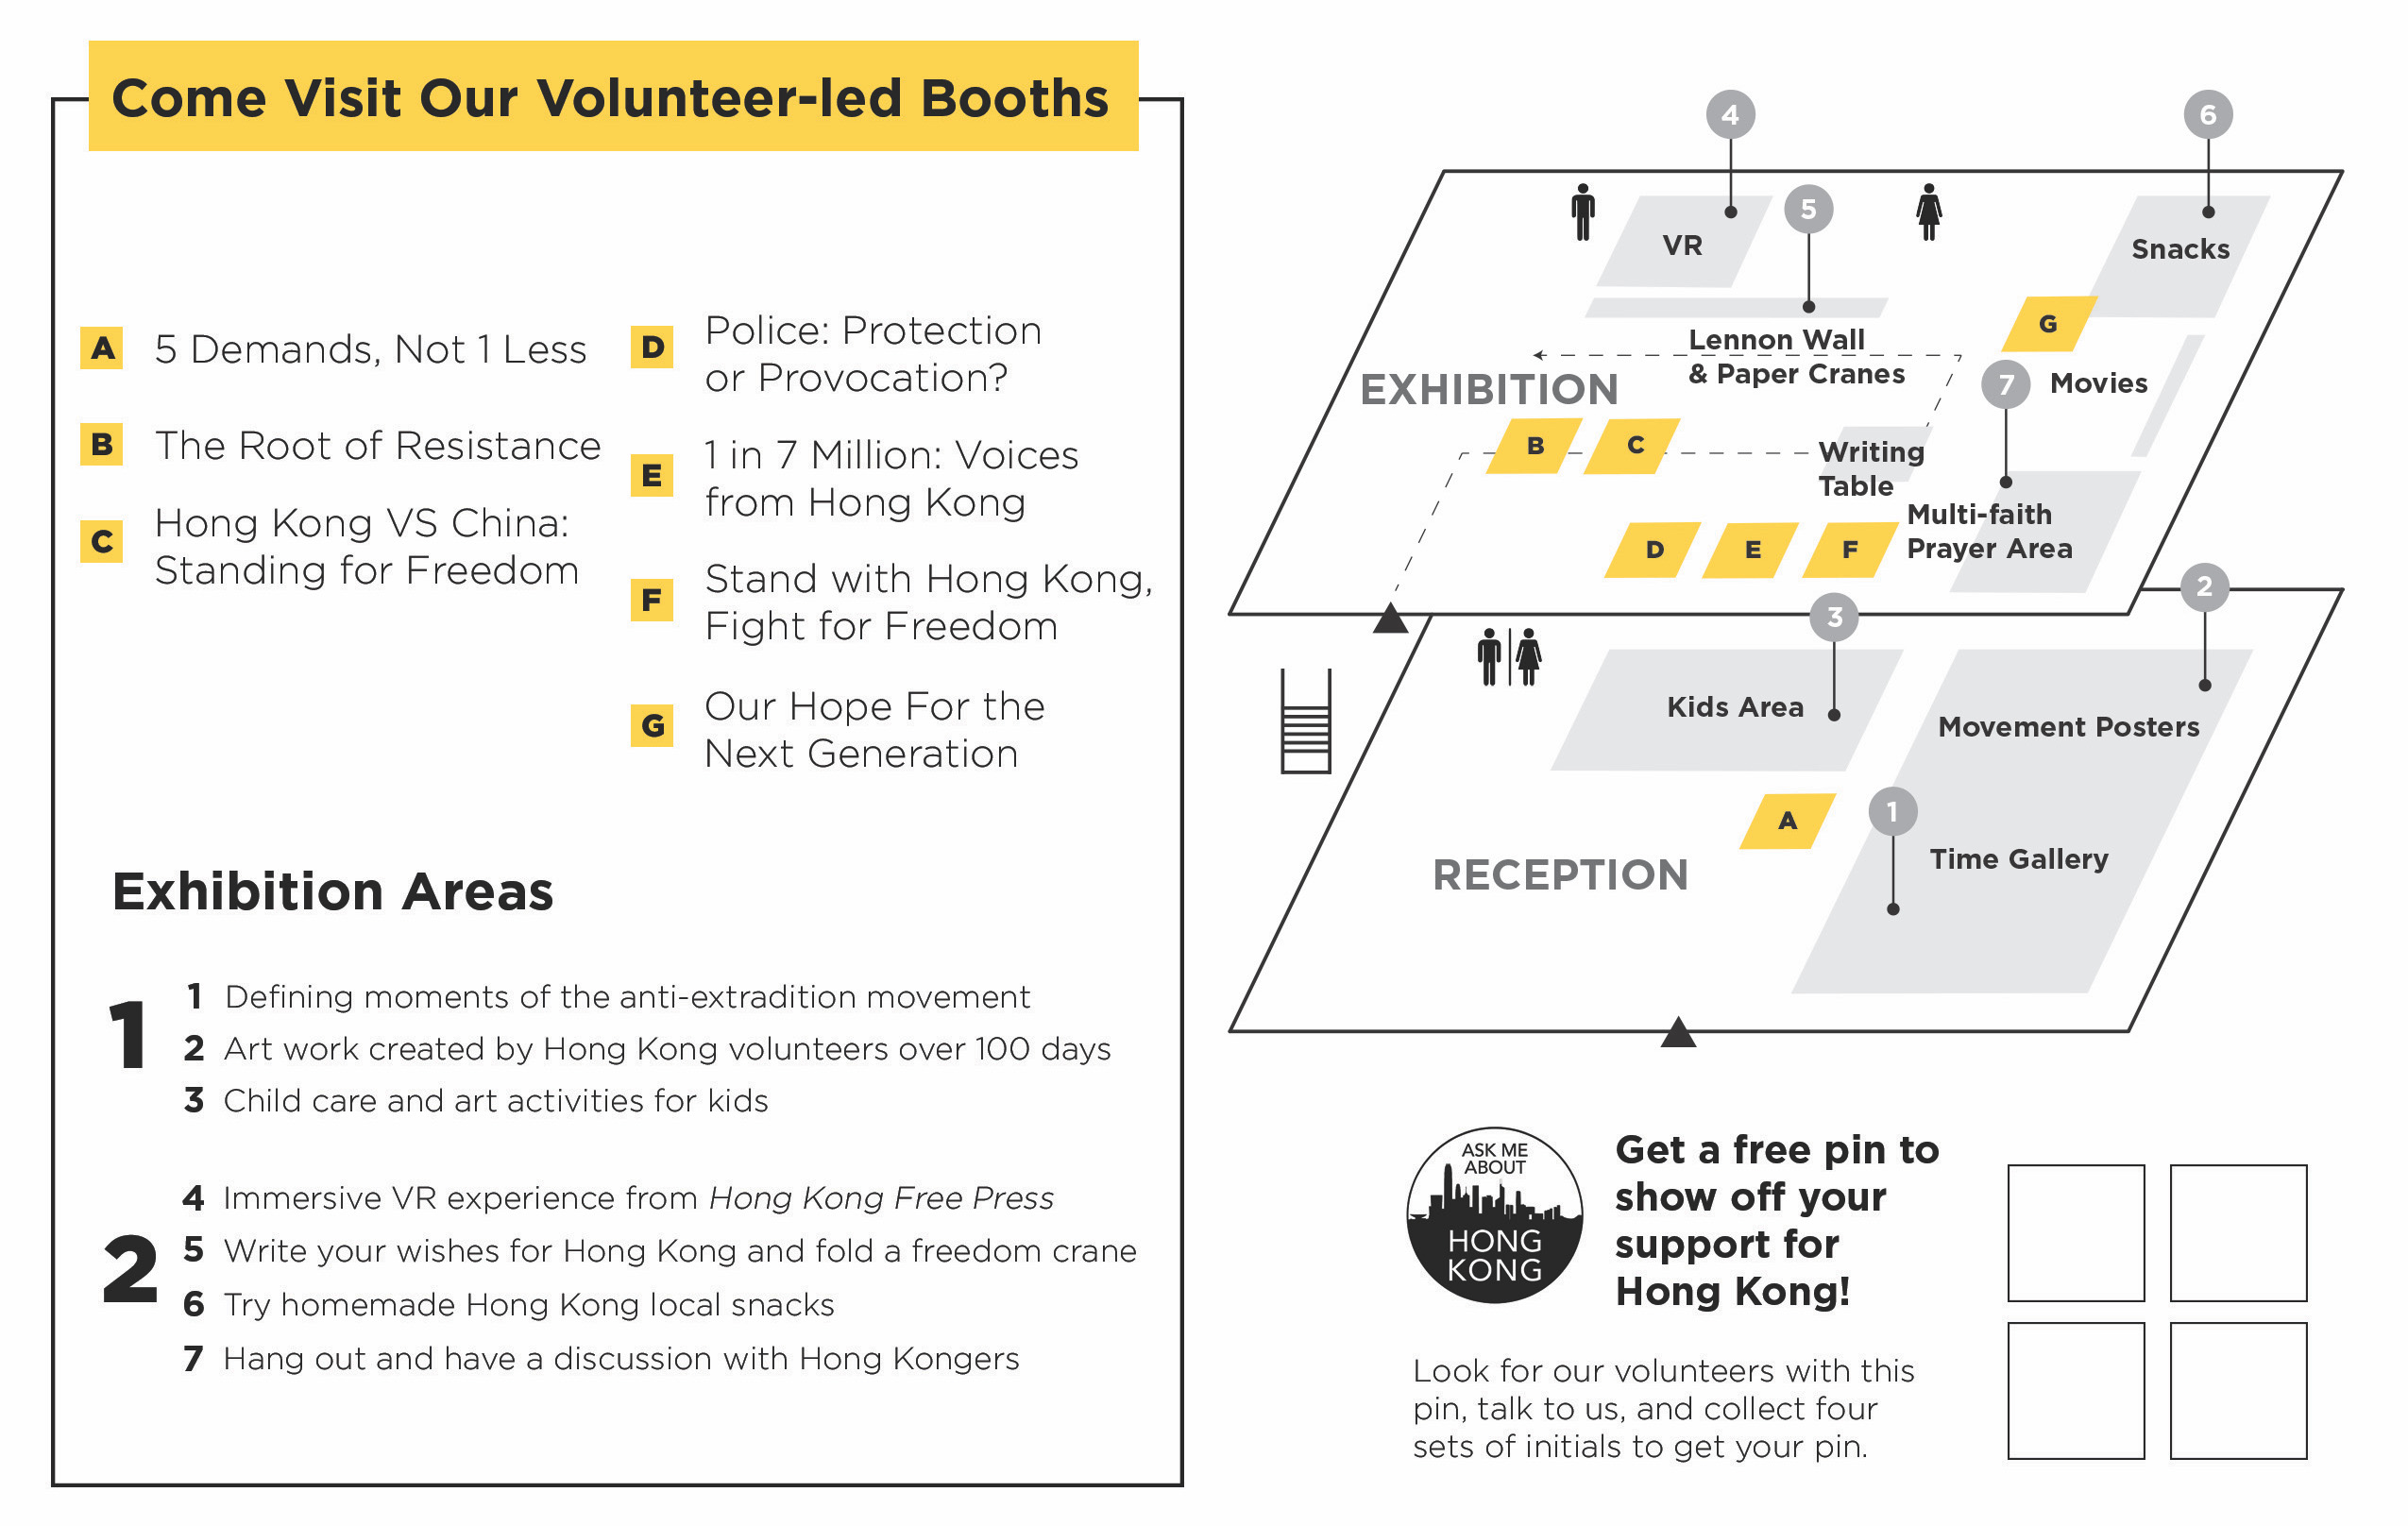 Come Visit Our Volunteer-led Booths
A 5 Demands, Not 1 Less
B The Root of Resistance
C Hong Kong VS China:
Standing for Freedom
D Police: Protection
or Provocation?
E 1 in 7 Million: Voices
from Hong Kong
F Stand with Hong Kong,
Fight for Freedom
G Our Hope For the
Next Generation
Exhibition Areas
1
1 Defining moments of the anti-extradition movement
2 Art work created by Hong Kong volunteers over 100 days
3 Child care and art activities for kids
2
4 Immersive VR experience from Hong Kong Free Press
5 Write your wishes for Hong Kong and fold a freedom crane
6 Try homemade Hong Kong local snacks
7 Hang out and have a discussion with Hong Kongers
4
6
5
VR
Snacks
G
Lennon Wall
& Paper Cranes
EXHIBITION
7
Movies
B
C
Writing
Table
Multi-faith
Prayer Area
D
E
F
2
3
Kids Area
Movement Posters
A
1
Time Gallery
RECEPTION
ASK ME
ABOUT
HONG
KONG
Get a free pin to
show off your
support for
Hong Kong!
Look for our volunteers with this
pin, talk to us, and collect four
sets of initials to get your pin.